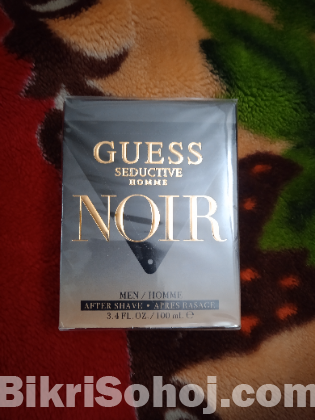 GUESS
SEDUCTIVE
HOMME
NOIR
MEN / HOMME
AFTER SHAVE • APRÈS RASAGE
3.4 FL. OZ. / 100 mL ℮
BikriSohoj.com